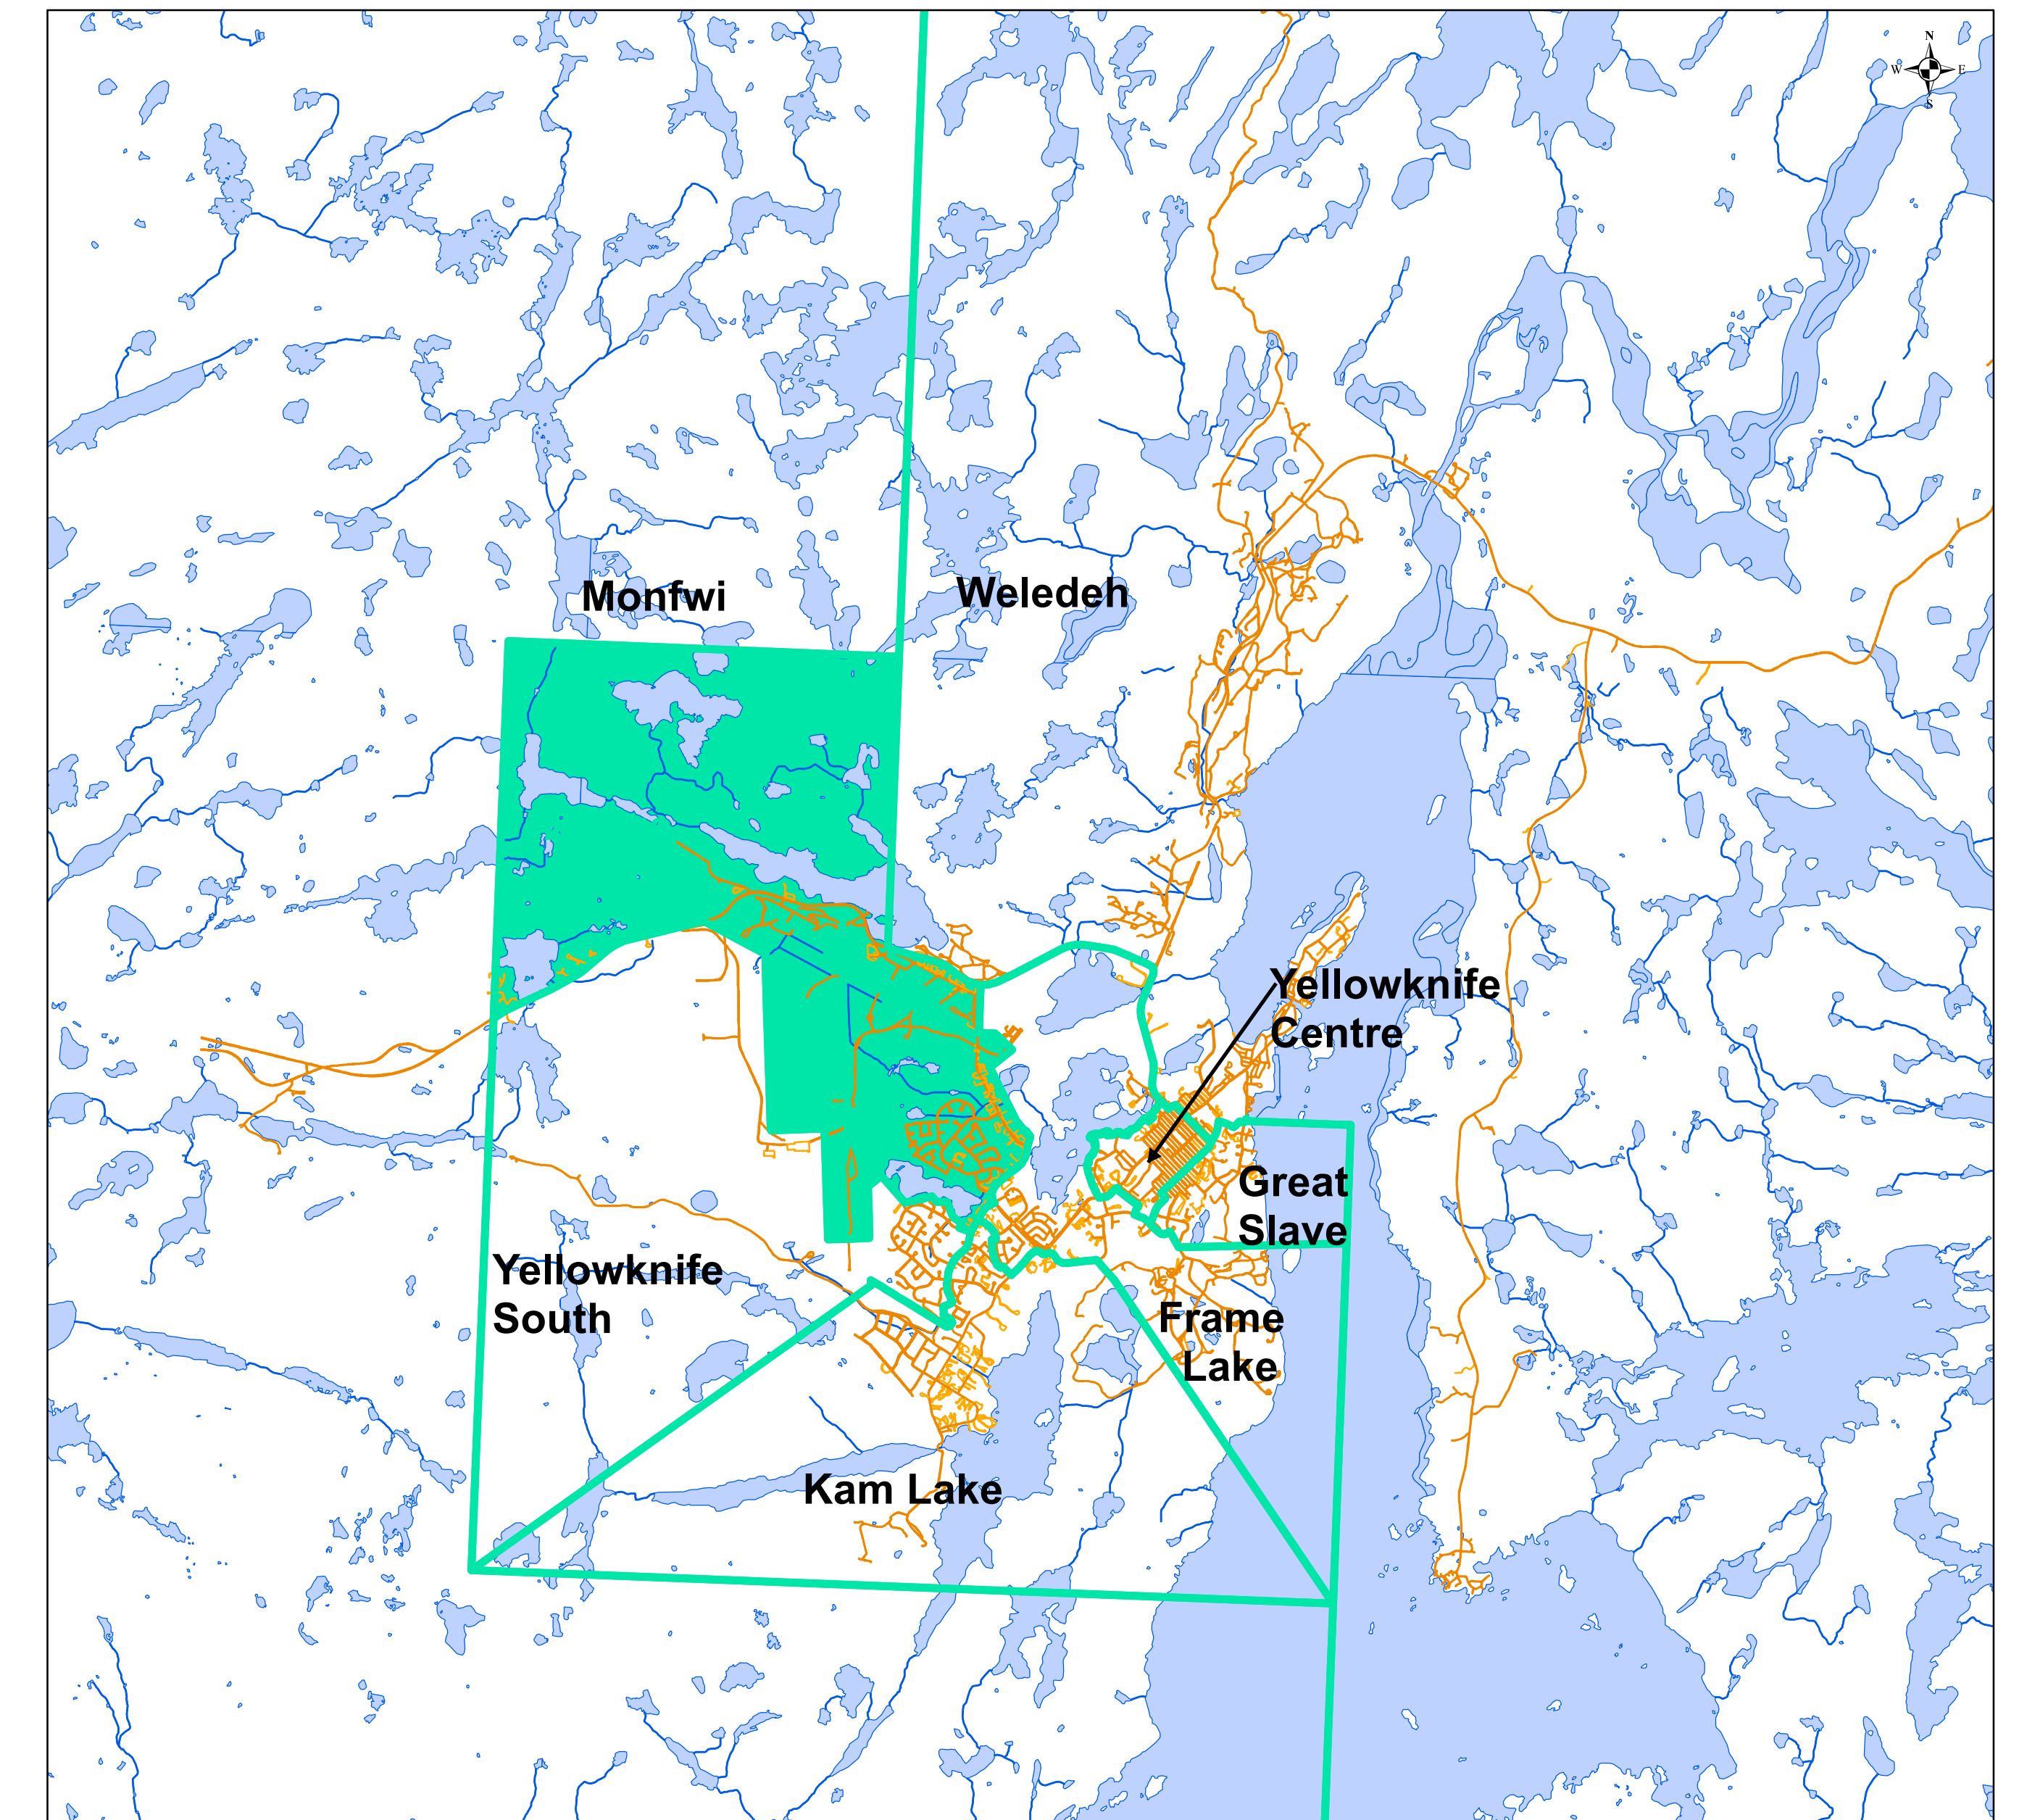 N
W E
S
Monfwi
Weledeh
Yellowknife
Centre
Great
Slave
Yellowknife
South
Frame
Lake
Kam Lake